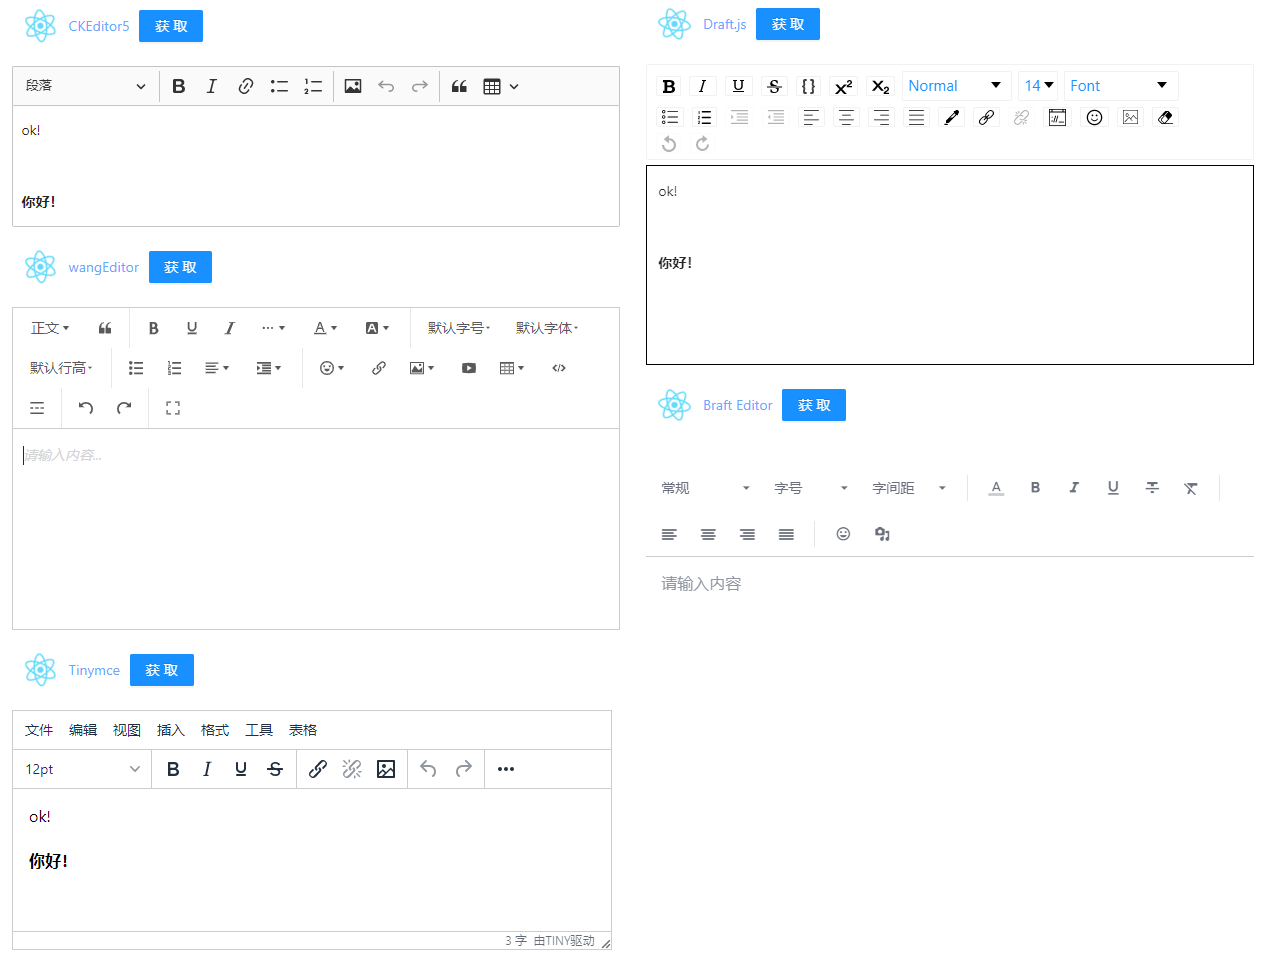 CKEditor5 获取
段落
ok!
你好!
wangEditor 获取
正文 B U I A A 默认字号 默认字体
默认行高
请输入内容...
Tinymce 获取
文件 编辑 视图 插入 格式 工具 表格
12pt B I U S
ok!
你好!
3 字 由TINY驱动
Draft.js 获取
B I U S {} x² X₂ Normal 14 Font
ok!
你好!
Braft Editor 获取
常规 字号 字间距 A B I U
请输入内容